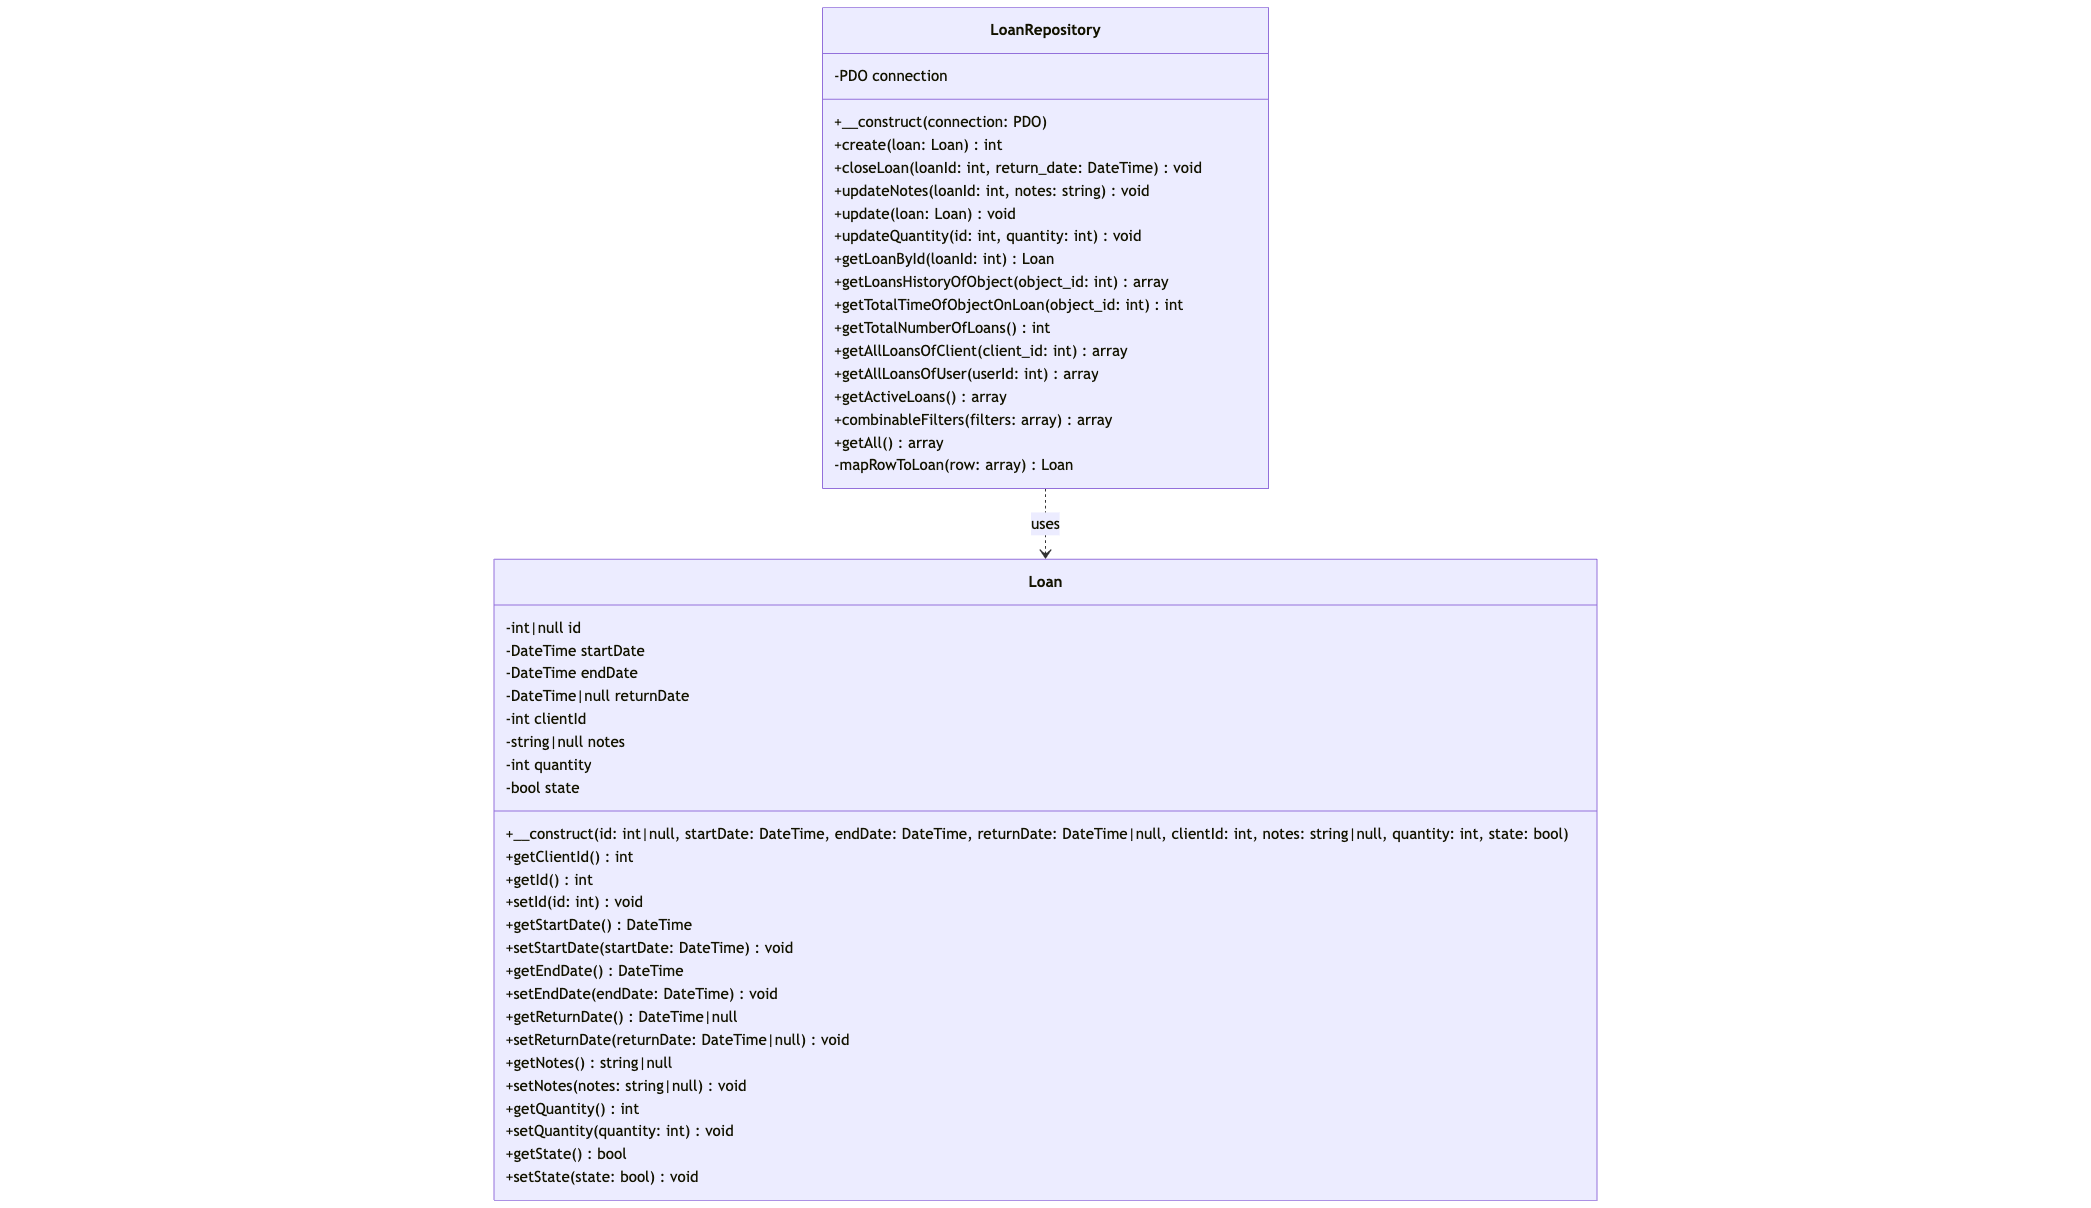 LoanRepository
-PDO connection
+__construct(connection: PDO)
+create(loan: Loan) : int
+closeLoan(loanId: int, return_date: DateTime) : void
+updateNotes(loanId: int, notes: string) : void
+update(loan: Loan) : void
+updateQuantity(id: int, quantity: int) : void
+getLoanById(loanId: int) : Loan
+getLoansHistoryOfObject(object_id: int) : array
+getTotalTimeOfObjectOnLoan(object_id: int) : int
+getTotalNumberOfLoans() : int
+getAllLoansOfClient(client_id: int) : array
+getAllLoansOfUser(userId: int) : array
+getActiveLoans() : array
+combinableFilters(filters: array) : array
+getAll() : array
-mapRowToLoan(row: array) : Loan
uses
Loan
-int|null id
-DateTime startDate
-DateTime endDate
-DateTime|null returnDate
-int clientId
-string|null notes
-int quantity
-bool state
+__construct(id: int|null, startDate: DateTime, endDate: DateTime, returnDate: DateTime|null, clientId: int, notes: string|null, quantity: int, state: bool)
+getClientId() : int
+getId() : int
+setId(id: int) : void
+getStartDate() : DateTime
+setStartDate(startDate: DateTime) : void
+getEndDate() : DateTime
+setEndDate(endDate: DateTime) : void
+getReturnDate() : DateTime|null
+setReturnDate(returnDate: DateTime|null) : void
+getNotes() : string|null
+setNotes(notes: string|null) : void
+getQuantity() : int
+setQuantity(quantity: int) : void
+getState() : bool
+setState(state: bool) : void